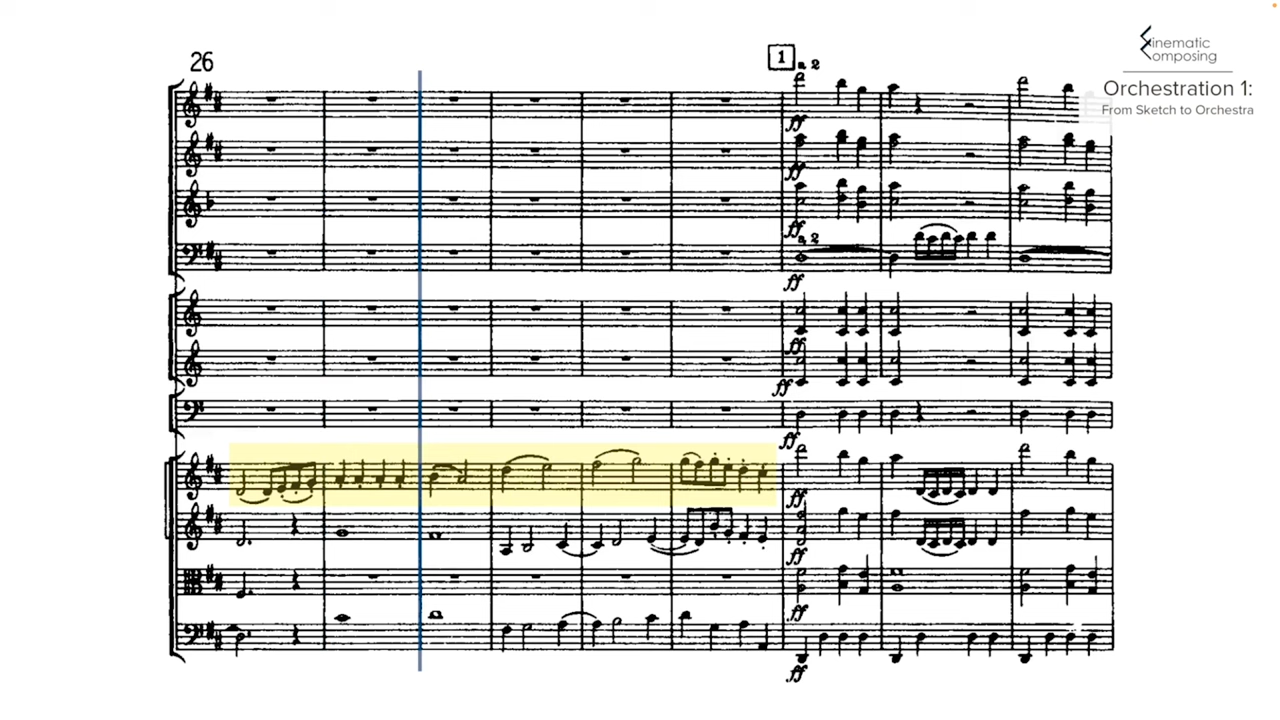 26
1
a 2
Cinematic
Composing
Orchestration 1:
From Sketch to Orchestra
ff
ff
ff
a 2
ff
ff
ff
ff
ff
ff
ff
ff